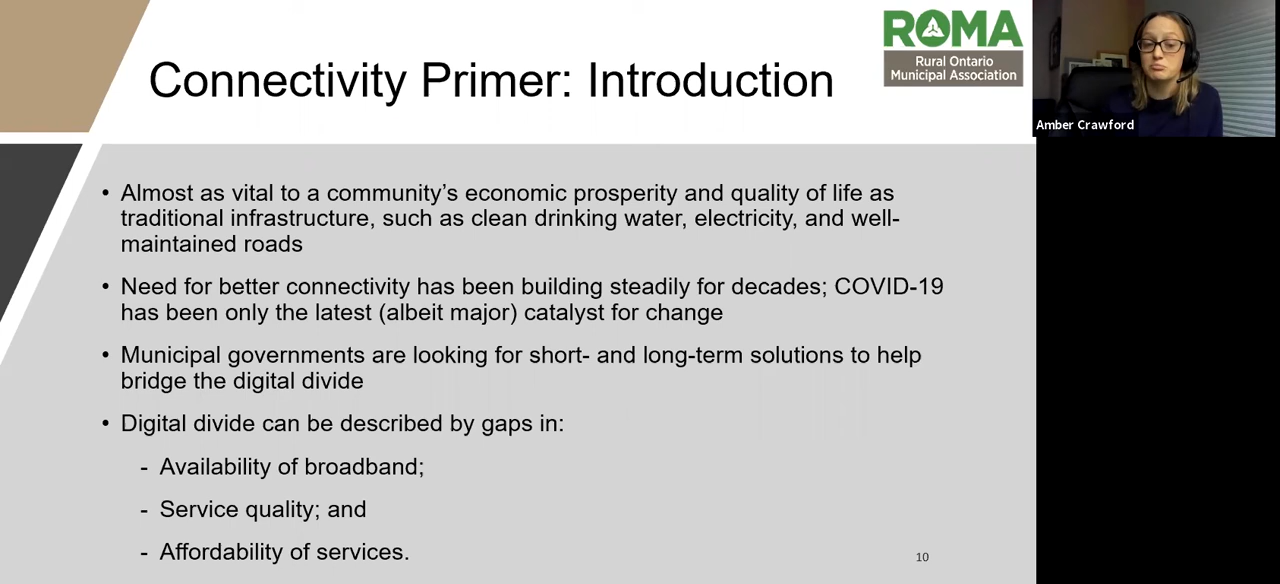 Connectivity Primer: Introduction
ROMA
Rural Ontario
Municipal Association
Amber Crawford
• Almost as vital to a community’s economic prosperity and quality of life as
traditional infrastructure, such as clean drinking water, electricity, and well-
maintained roads
• Need for better connectivity has been building steadily for decades; COVID-19
has been only the latest (albeit major) catalyst for change
• Municipal governments are looking for short- and long-term solutions to help
bridge the digital divide
• Digital divide can be described by gaps in:
- Availability of broadband;
- Service quality; and
- Affordability of services.
10